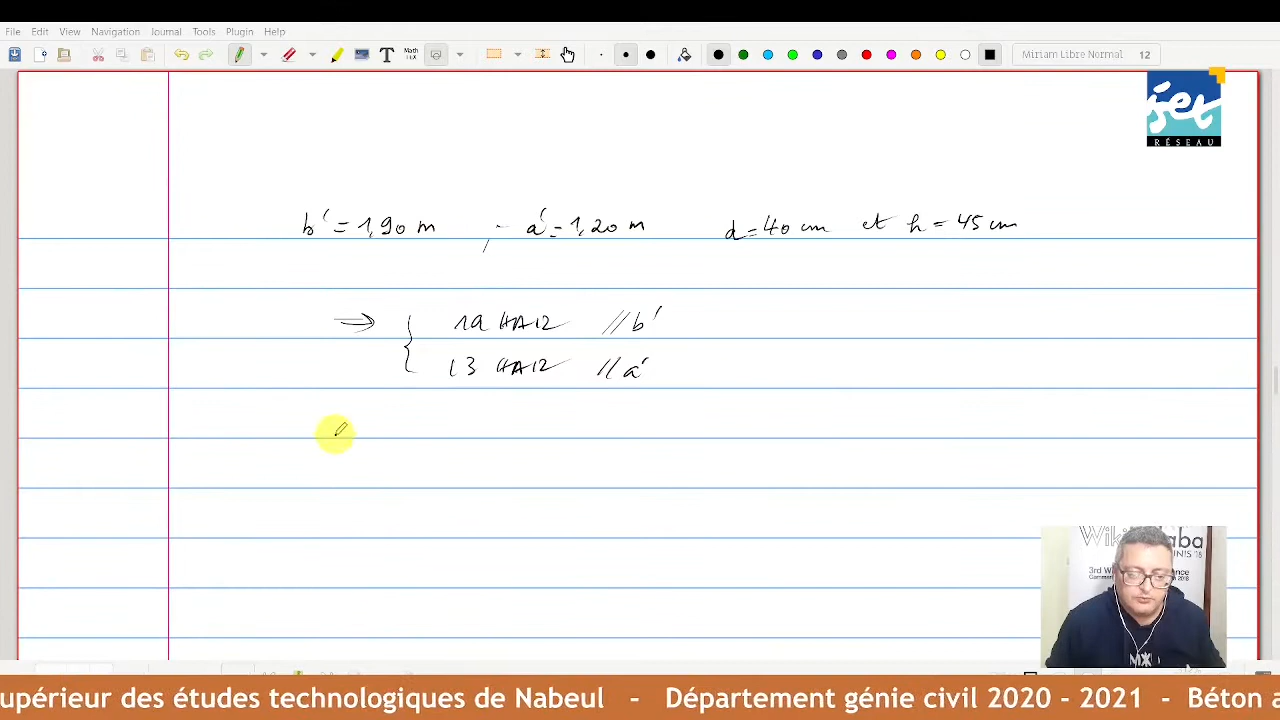 File Edit View Navigation Journal Tools Plugin Help
Miriam Libre Normal 12
iset
RÉSEAU
b' = 1,90 m , a' = 1,20 m d = 40 cm et h = 45 cm
⇒ { HA12 // b'
13 HA12 // a'
3rd
upérieur des études technologiques de Nabeul - Département génie civil 2020 - 2021 - Béton a